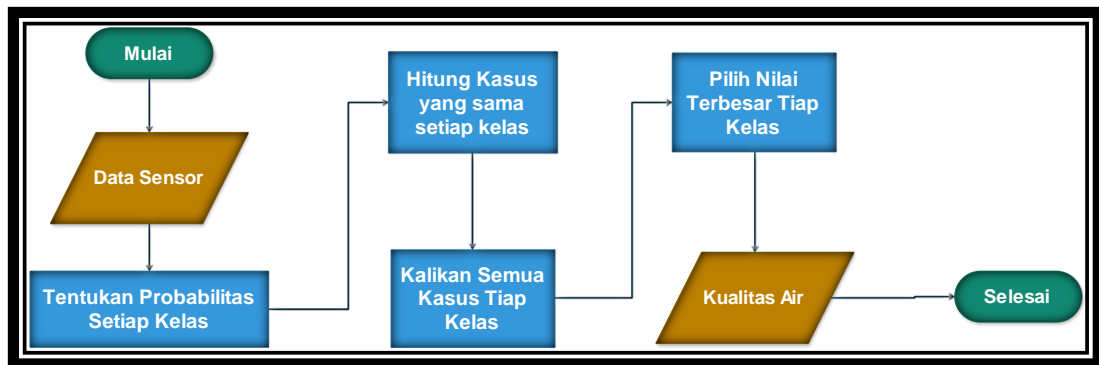 Mulai
Data Sensor
Tentukan Probabilitas
Setiap Kelas
Hitung Kasus
yang sama
setiap kelas
Kalikan Semua
Kasus Tiap
Kelas
Pilih Nilai
Terbesar Tiap
Kelas
Kualitas Air
Selesai